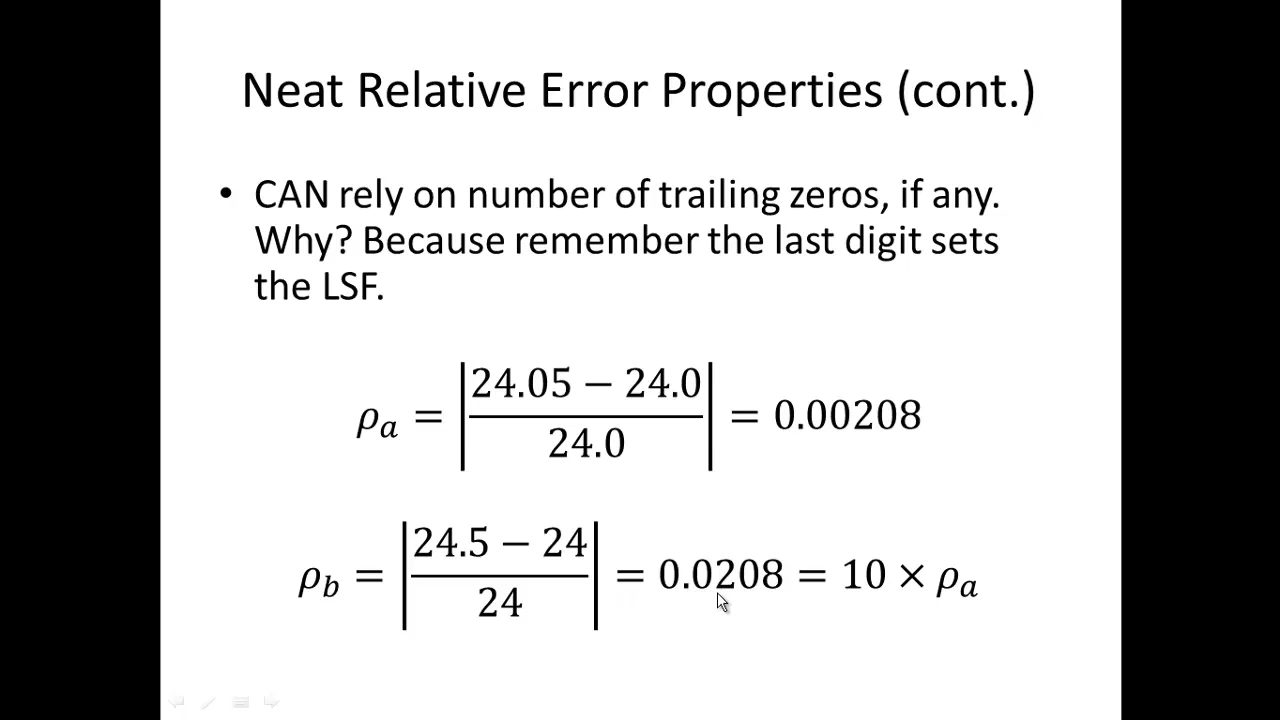 Neat Relative Error Properties (cont.)
• CAN rely on number of trailing zeros, if any.
Why? Because remember the last digit sets
the LSF.
ρₐ = |(24.05 − 24.0)/24.0| = 0.00208
ρ_b = |(24.5 − 24)/24| = 0.0208 = 10 × ρₐ